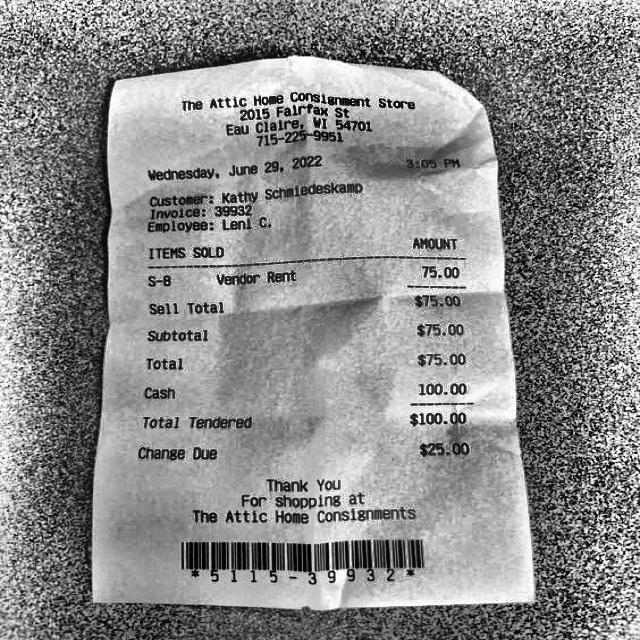 The Attic Home Consignment Store
2015 Fairfax St
Eau Claire, WI 54701
715-225-9951
Wednesday, June 29, 2022 3:05 PM
Customer: Kathy Schmiedeskamp
Invoice: 39932
Employee: Leni C.
ITEMS SOLD AMOUNT
S-8 Vendor Rent 75.00
Sell Total $75.00
Subtotal $75.00
Total $75.00
Cash 100.00
Total Tendered $100.00
Change Due $25.00
Thank You
For shopping at
The Attic Home Consignments
*5115-39932*